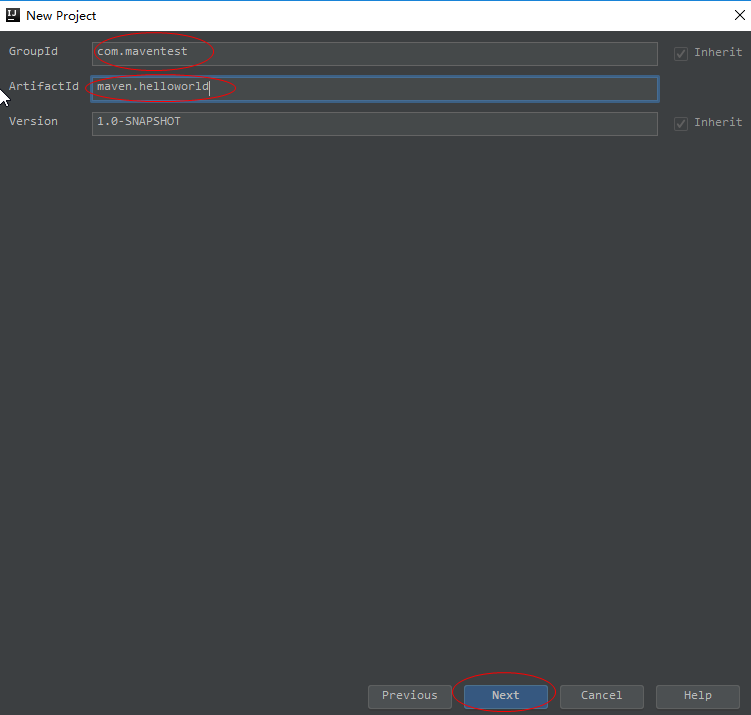 IJ New Project
GroupId com.maventest Inherit
ArtifactId maven.helloworld
Version 1.0-SNAPSHOT Inherit
Previous Next Cancel Help